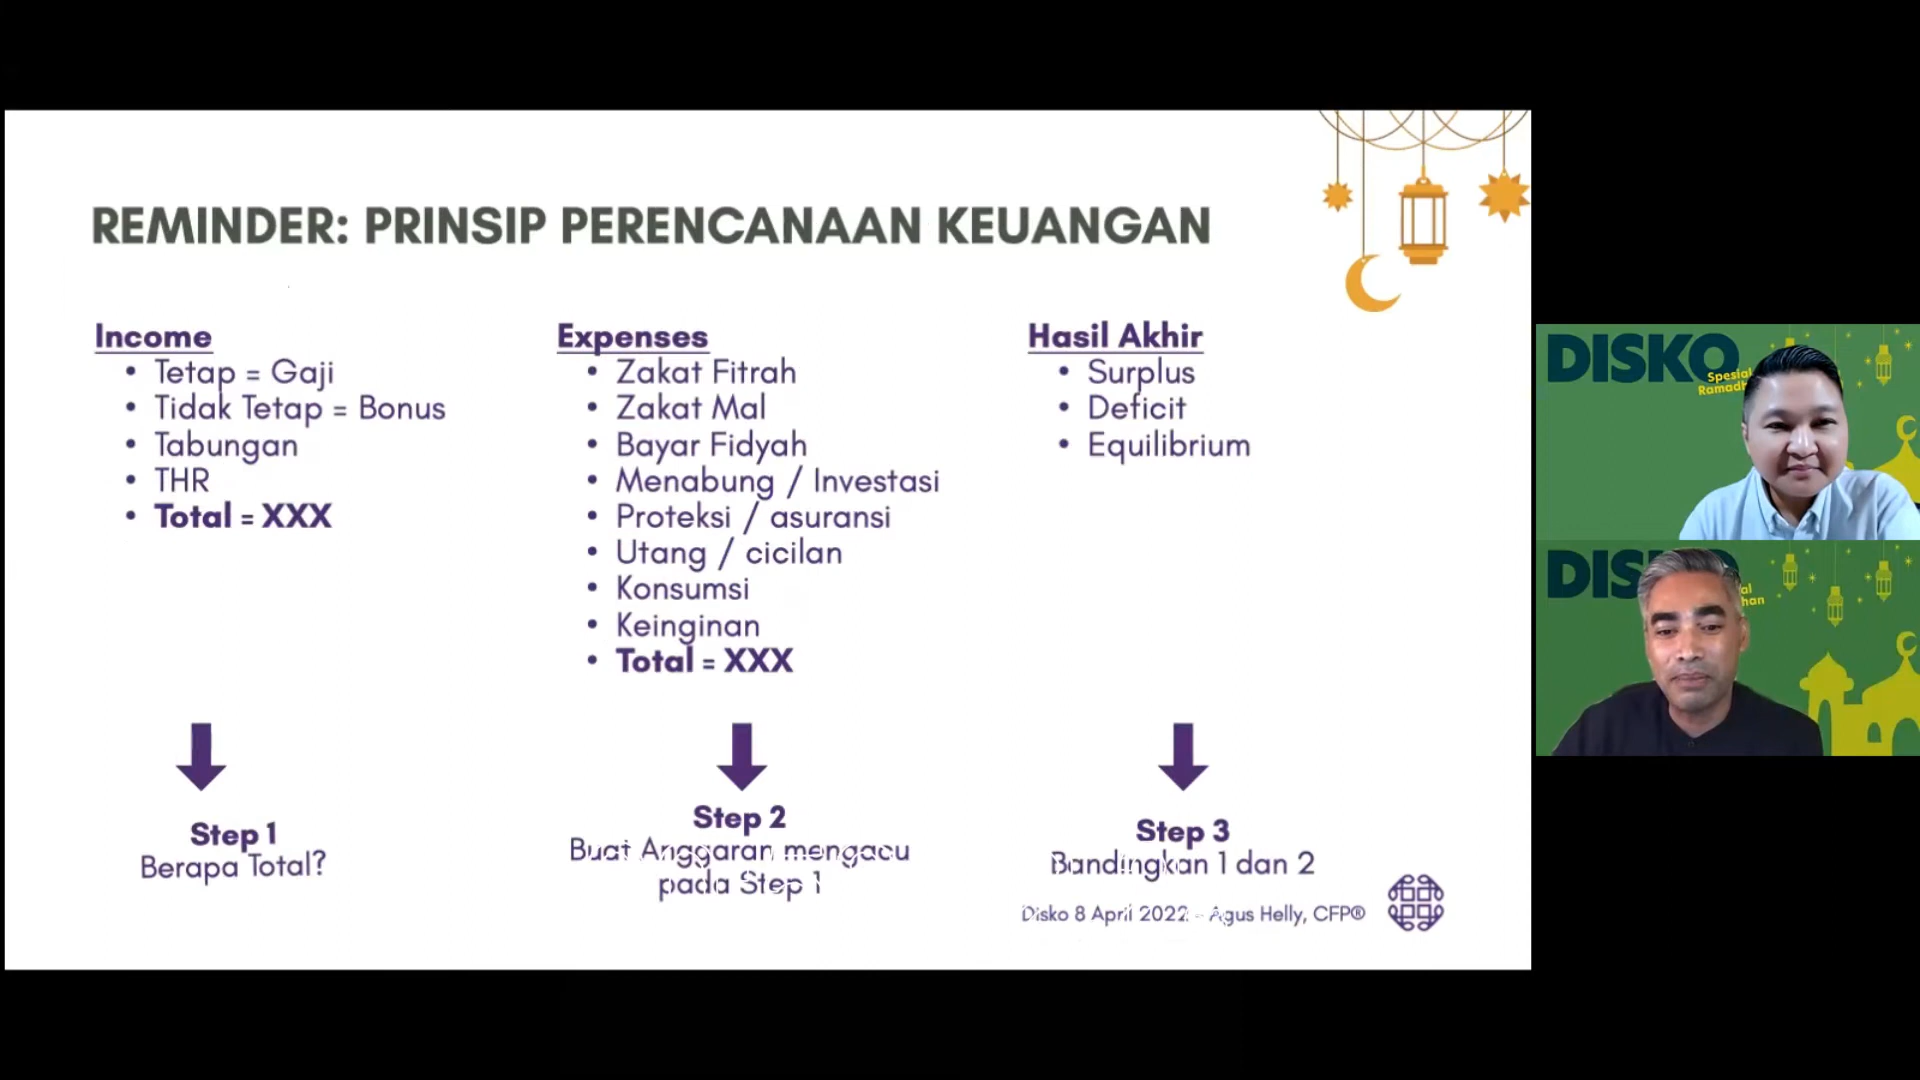 REMINDER: PRINSIP PERENCANAAN KEUANGAN
Income
• Tetap = Gaji
• Tidak Tetap = Bonus
• Tabungan
• THR
• Total = XXX
Expenses
• Zakat Fitrah
• Zakat Mal
• Bayar Fidyah
• Menabung / Investasi
• Proteksi / asuransi
• Utang / cicilan
• Konsumsi
• Keinginan
• Total = XXX
Hasil Akhir
• Surplus
• Deficit
• Equilibrium
Step 1
Berapa Total?
Step 2
Buat Anggaran mengacu
pada Step 1
Step 3
Bandingkan 1 dan 2
Disko 8 April 2022 - Agus Helly, CFP®
DISKO
Spesial